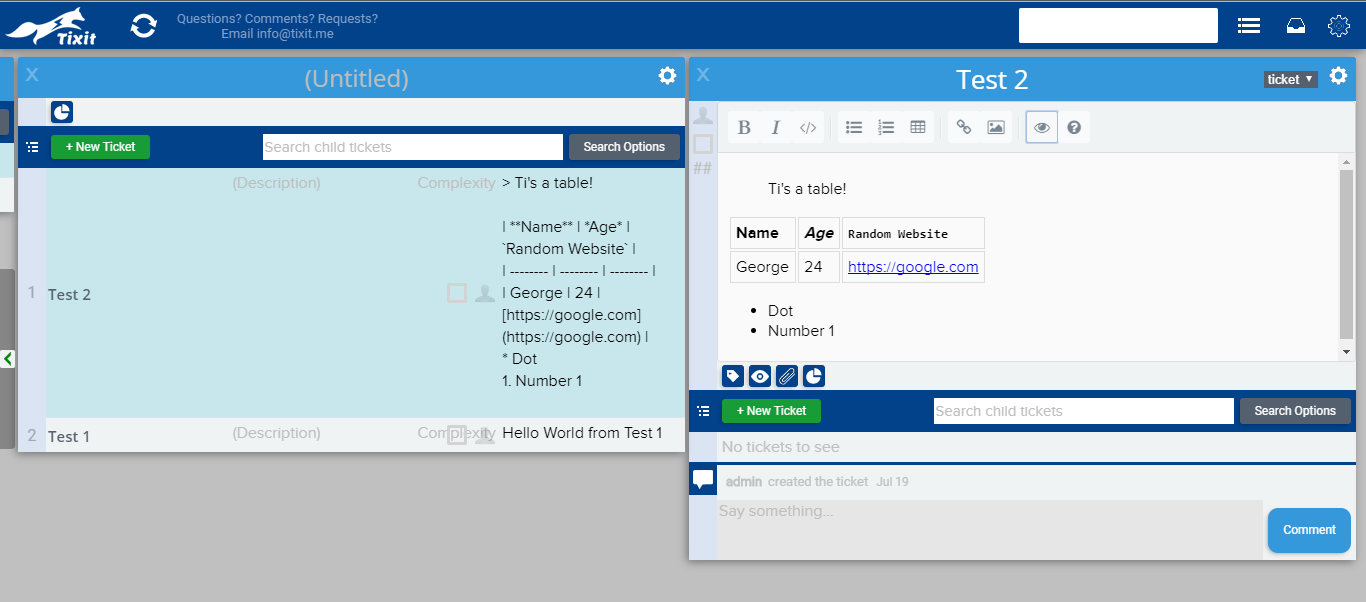 Tixit
Questions? Comments? Requests?
Email info@tixit.me
X
(Untitled)
+ New Ticket
Search child tickets
Search Options
1
Test 2
(Description)
Complexity
> Ti's a table!
| **Name** | *Age* |
`Random Website` |
| -------- | -------- | -------- |
| George | 24 |
[https://google.com]
(https://google.com) |
* Dot
1. Number 1
2
Test 1
(Description)
Complexity
Hello World from Test 1
X
Test 2
ticket ▼
##
B I </>
Ti's a table!
Name Age Random Website
George 24 https://google.com
• Dot
• Number 1
+ New Ticket
Search child tickets
Search Options
No tickets to see
admin created the ticket Jul 19
Say something...
Comment